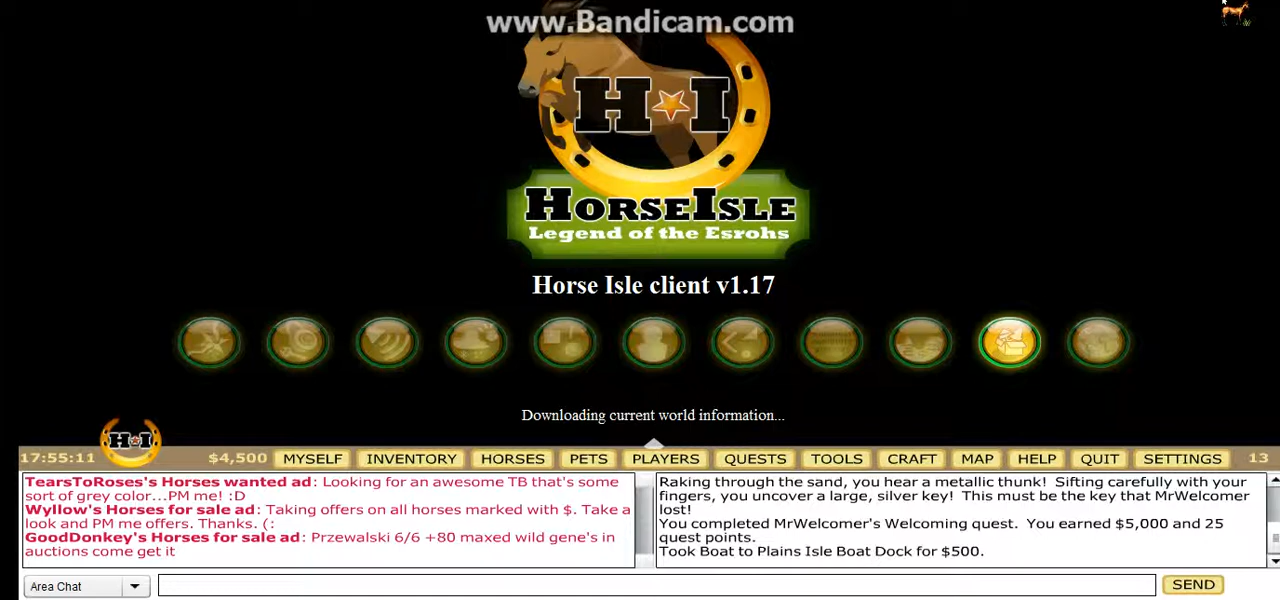 www.Bandicam.com
H I
HorseIsle
Legend of the Esrohs
Horse Isle client v1.17
Downloading current world information...
H I
17:55:11 $4,500 MYSELF INVENTORY HORSES PETS PLAYERS QUESTS TOOLS CRAFT MAP HELP QUIT SETTINGS 13
TearsToRoses's Horses wanted ad: Looking for an awesome TB that's some
sort of grey color...PM me! :D
Wyllow's Horses for sale ad: Taking offers on all horses marked with $. Take a
look and PM me offers. Thanks. (:
GoodDonkey's Horses for sale ad: Przewalski 6/6 +80 maxed wild gene's in
auctions come get it
Raking through the sand, you hear a metallic thunk! Sifting carefully with your
fingers, you uncover a large, silver key! This must be the key that MrWelcomer
lost!
You completed MrWelcomer's Welcoming quest. You earned $5,000 and 25
quest points.
Took Boat to Plains Isle Boat Dock for $500.
Area Chat
SEND